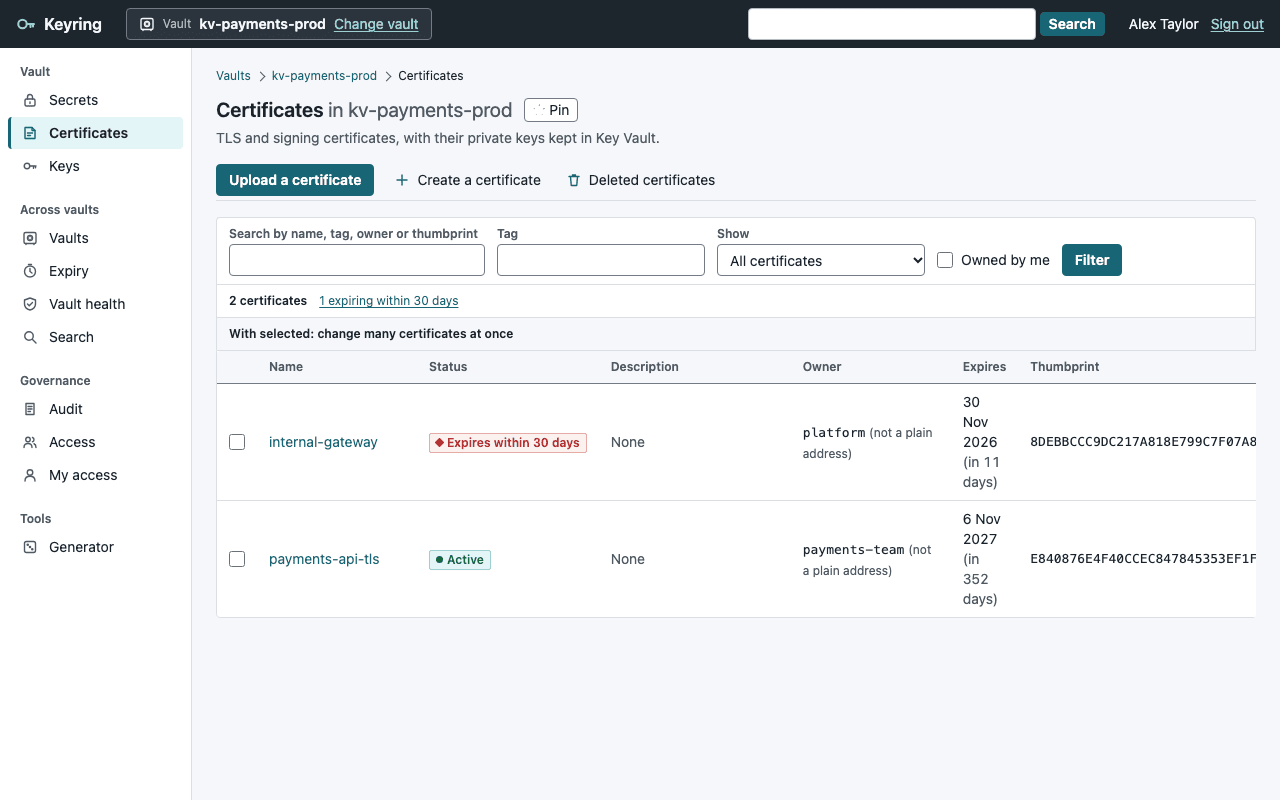 Keyring
Vault kv-payments-prod Change vault
Search
Alex Taylor Sign out
Vault
Secrets
Certificates
Keys
Across vaults
Vaults
Expiry
Vault health
Search
Governance
Audit
Access
My access
Tools
Generator
Vaults kv-payments-prod Certificates
Certificates in kv-payments-prod Pin
TLS and signing certificates, with their private keys kept in Key Vault.
Upload a certificate Create a certificate Deleted certificates
Search by name, tag, owner or thumbprint Tag Show
All certificates Owned by me Filter
2 certificates 1 expiring within 30 days
With selected: change many certificates at once
Name Status Description Owner Expires Thumbprint
internal-gateway Expires within 30 days None
platform (not a plain
address)
30
Nov
2026
(in 11
days)
8DEBBCCC9DC217A818E799C7F07A8
payments-api-tls Active None
payments-team (not
a plain address)
6 Nov
2027
(in
352
days)
E840876E4F40CCEC847845353EF1F